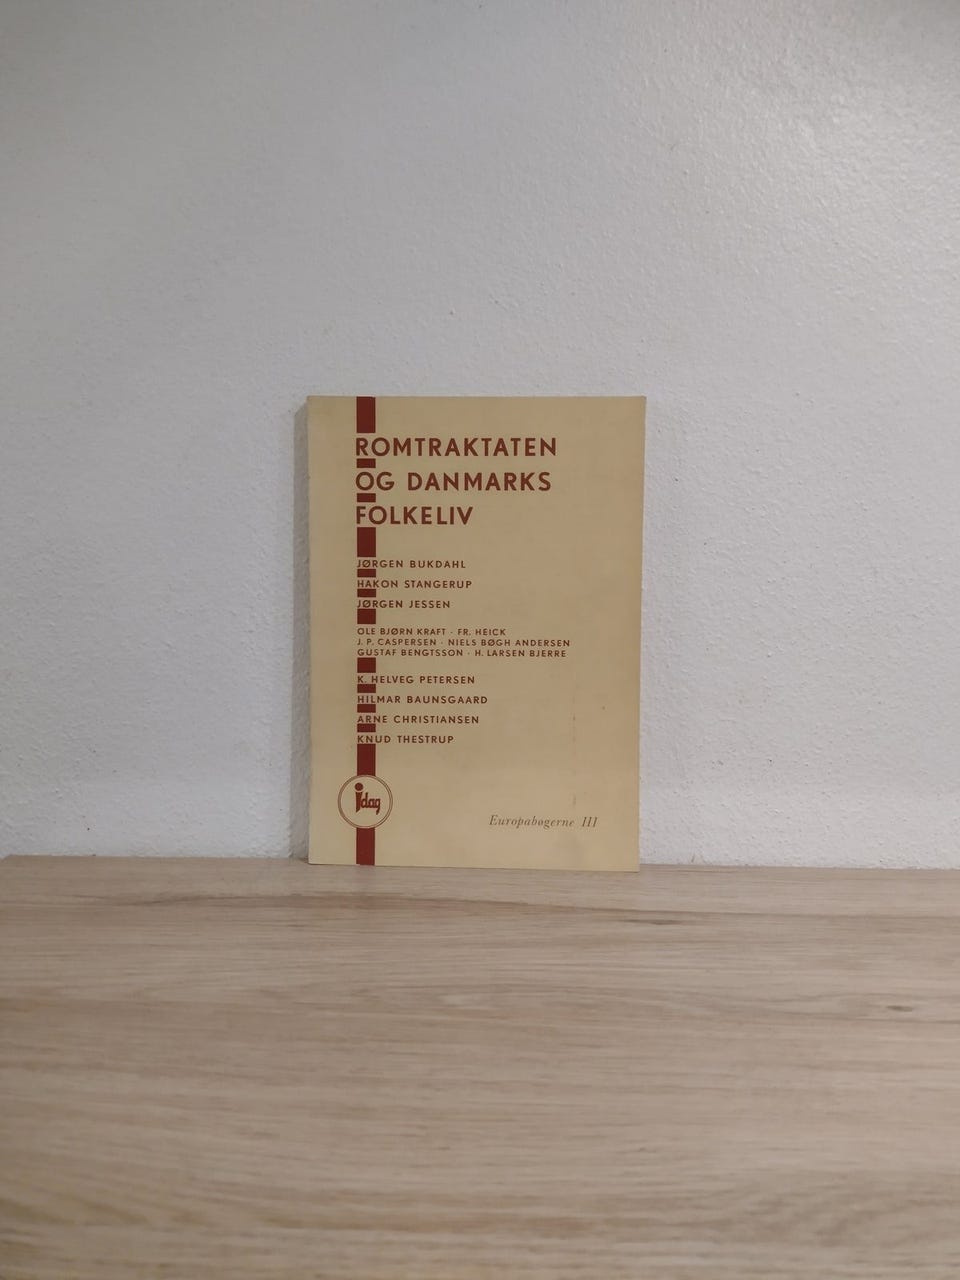 ROMTRAKTATEN
OG DANMARKS
FOLKELIV
JØRGEN BUKDAHL
HAKON STANGERUP
JØRGEN JESSEN
OLE BJØRN KRAFT · FR. HEICK
J. P. CASPERSEN · NIELS BØGH ANDERSEN
GUSTAF BENGTSSON · H. LARSEN BJERRE
K. HELVEG PETERSEN
HILMAR BAUNSGAARD
ARNE CHRISTIANSEN
KNUD THESTRUP
idag
Europabøgerne III